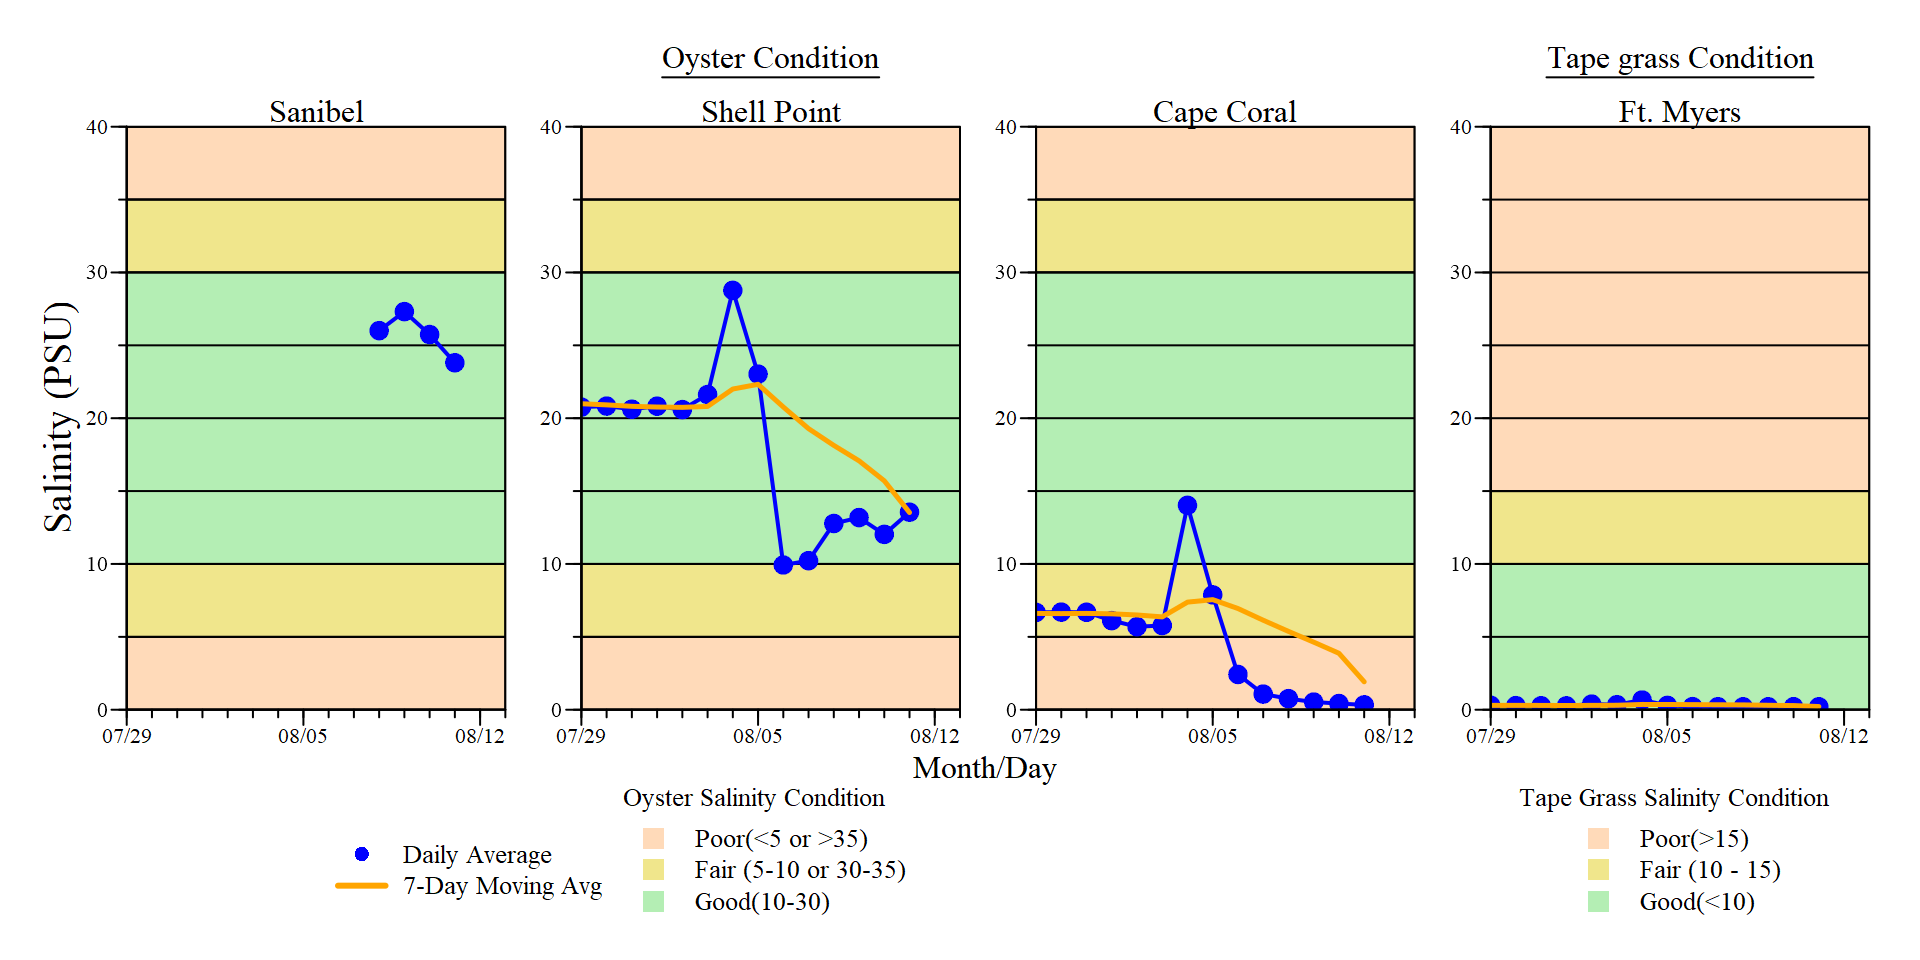 Oyster Condition
Tape grass Condition
Sanibel
Shell Point
Cape Coral
Ft. Myers
Salinity (PSU)
40
30
20
10
0
07/29
08/05
08/12
40
30
20
10
0
07/29
08/05
08/12
40
30
20
10
0
07/29
08/05
08/12
40
30
20
10
0
07/29
08/05
08/12
Month/Day
Daily Average
7-Day Moving Avg
Oyster Salinity Condition
Poor(<5 or >35)
Fair (5-10 or 30-35)
Good(10-30)
Tape Grass Salinity Condition
Poor(>15)
Fair (10 - 15)
Good(<10)